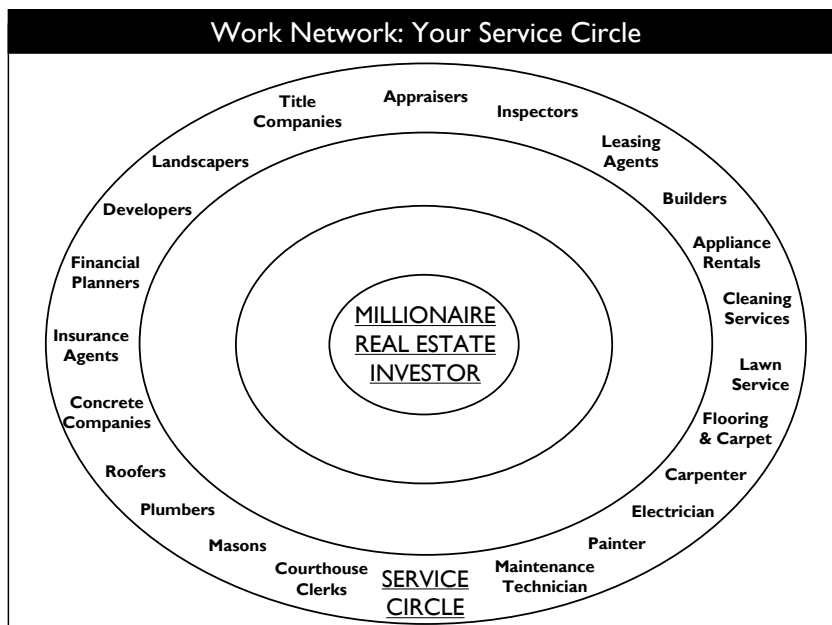 Work Network: Your Service Circle
Appraisers
Inspectors
Leasing
Agents
Builders
Appliance
Rentals
Cleaning
Services
Lawn
Service
Flooring
& Carpet
Carpenter
Electrician
Painter
Maintenance
Technician
SERVICE
CIRCLE
Courthouse
Clerks
Masons
Plumbers
Roofers
Concrete
Companies
Insurance
Agents
Financial
Planners
Developers
Landscapers
Title
Companies
MILLIONAIRE
REAL ESTATE
INVESTOR